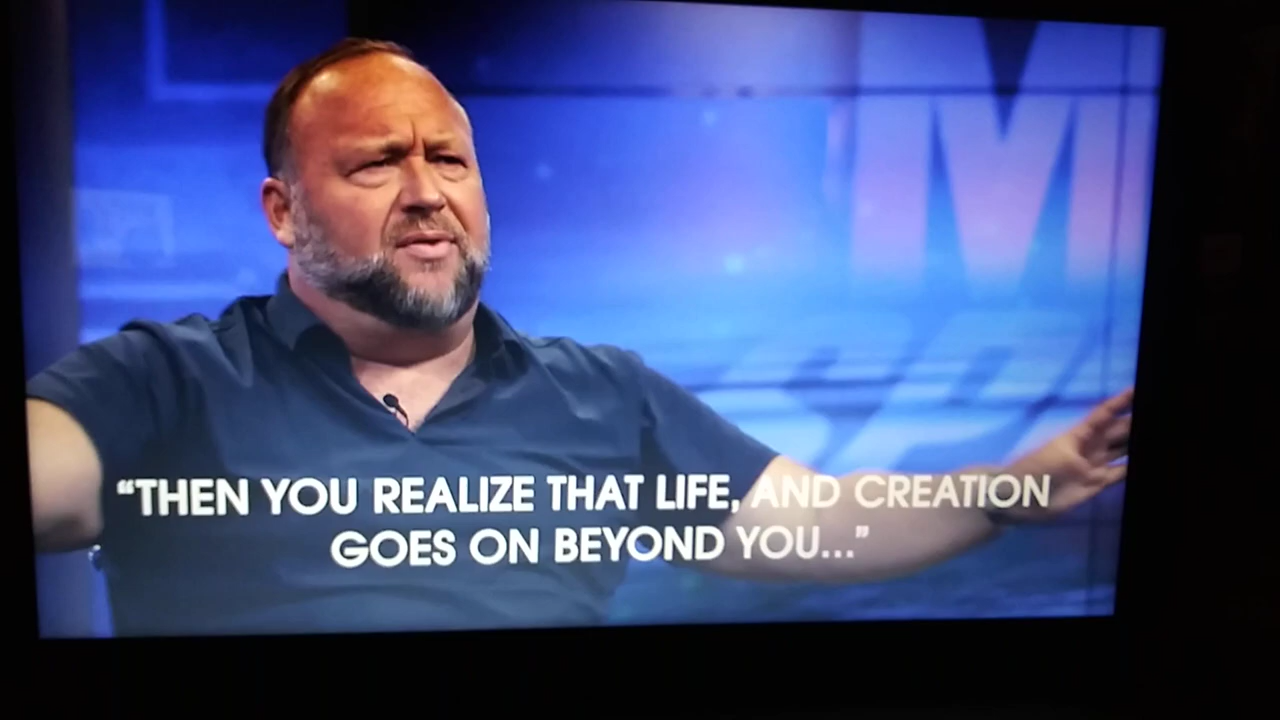 “THEN YOU REALIZE THAT LIFE, AND CREATION
GOES ON BEYOND YOU...”